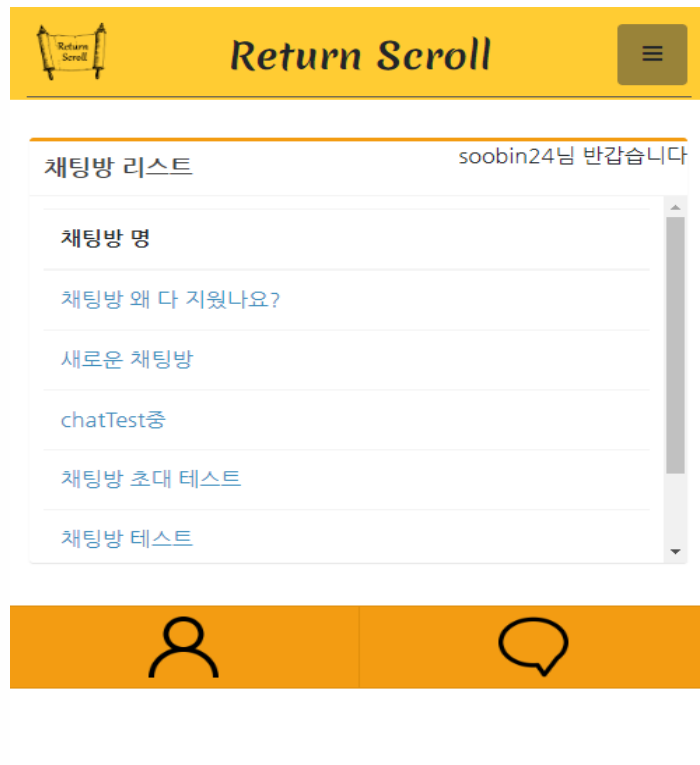 Return
Scroll
Return Scroll
채팅방 리스트
soobin24님 반갑습니다
채팅방 명
채팅방 왜 다 지웠나요?
새로운 채팅방
chatTest중
채팅방 초대 테스트
채팅방 테스트